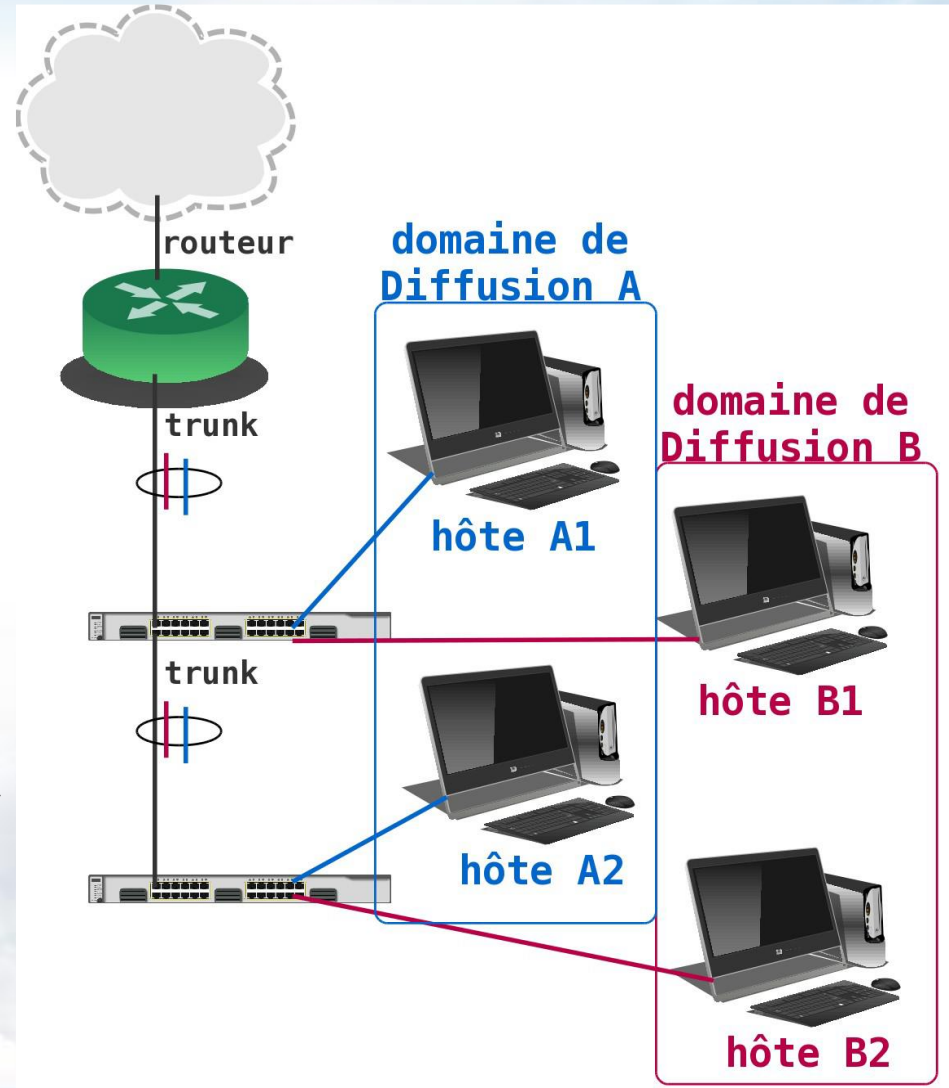 routeur
domaine de
Diffusion A
trunk
domaine de
Diffusion B
hôte A1
trunk
hôte B1
hôte A2
hôte B2